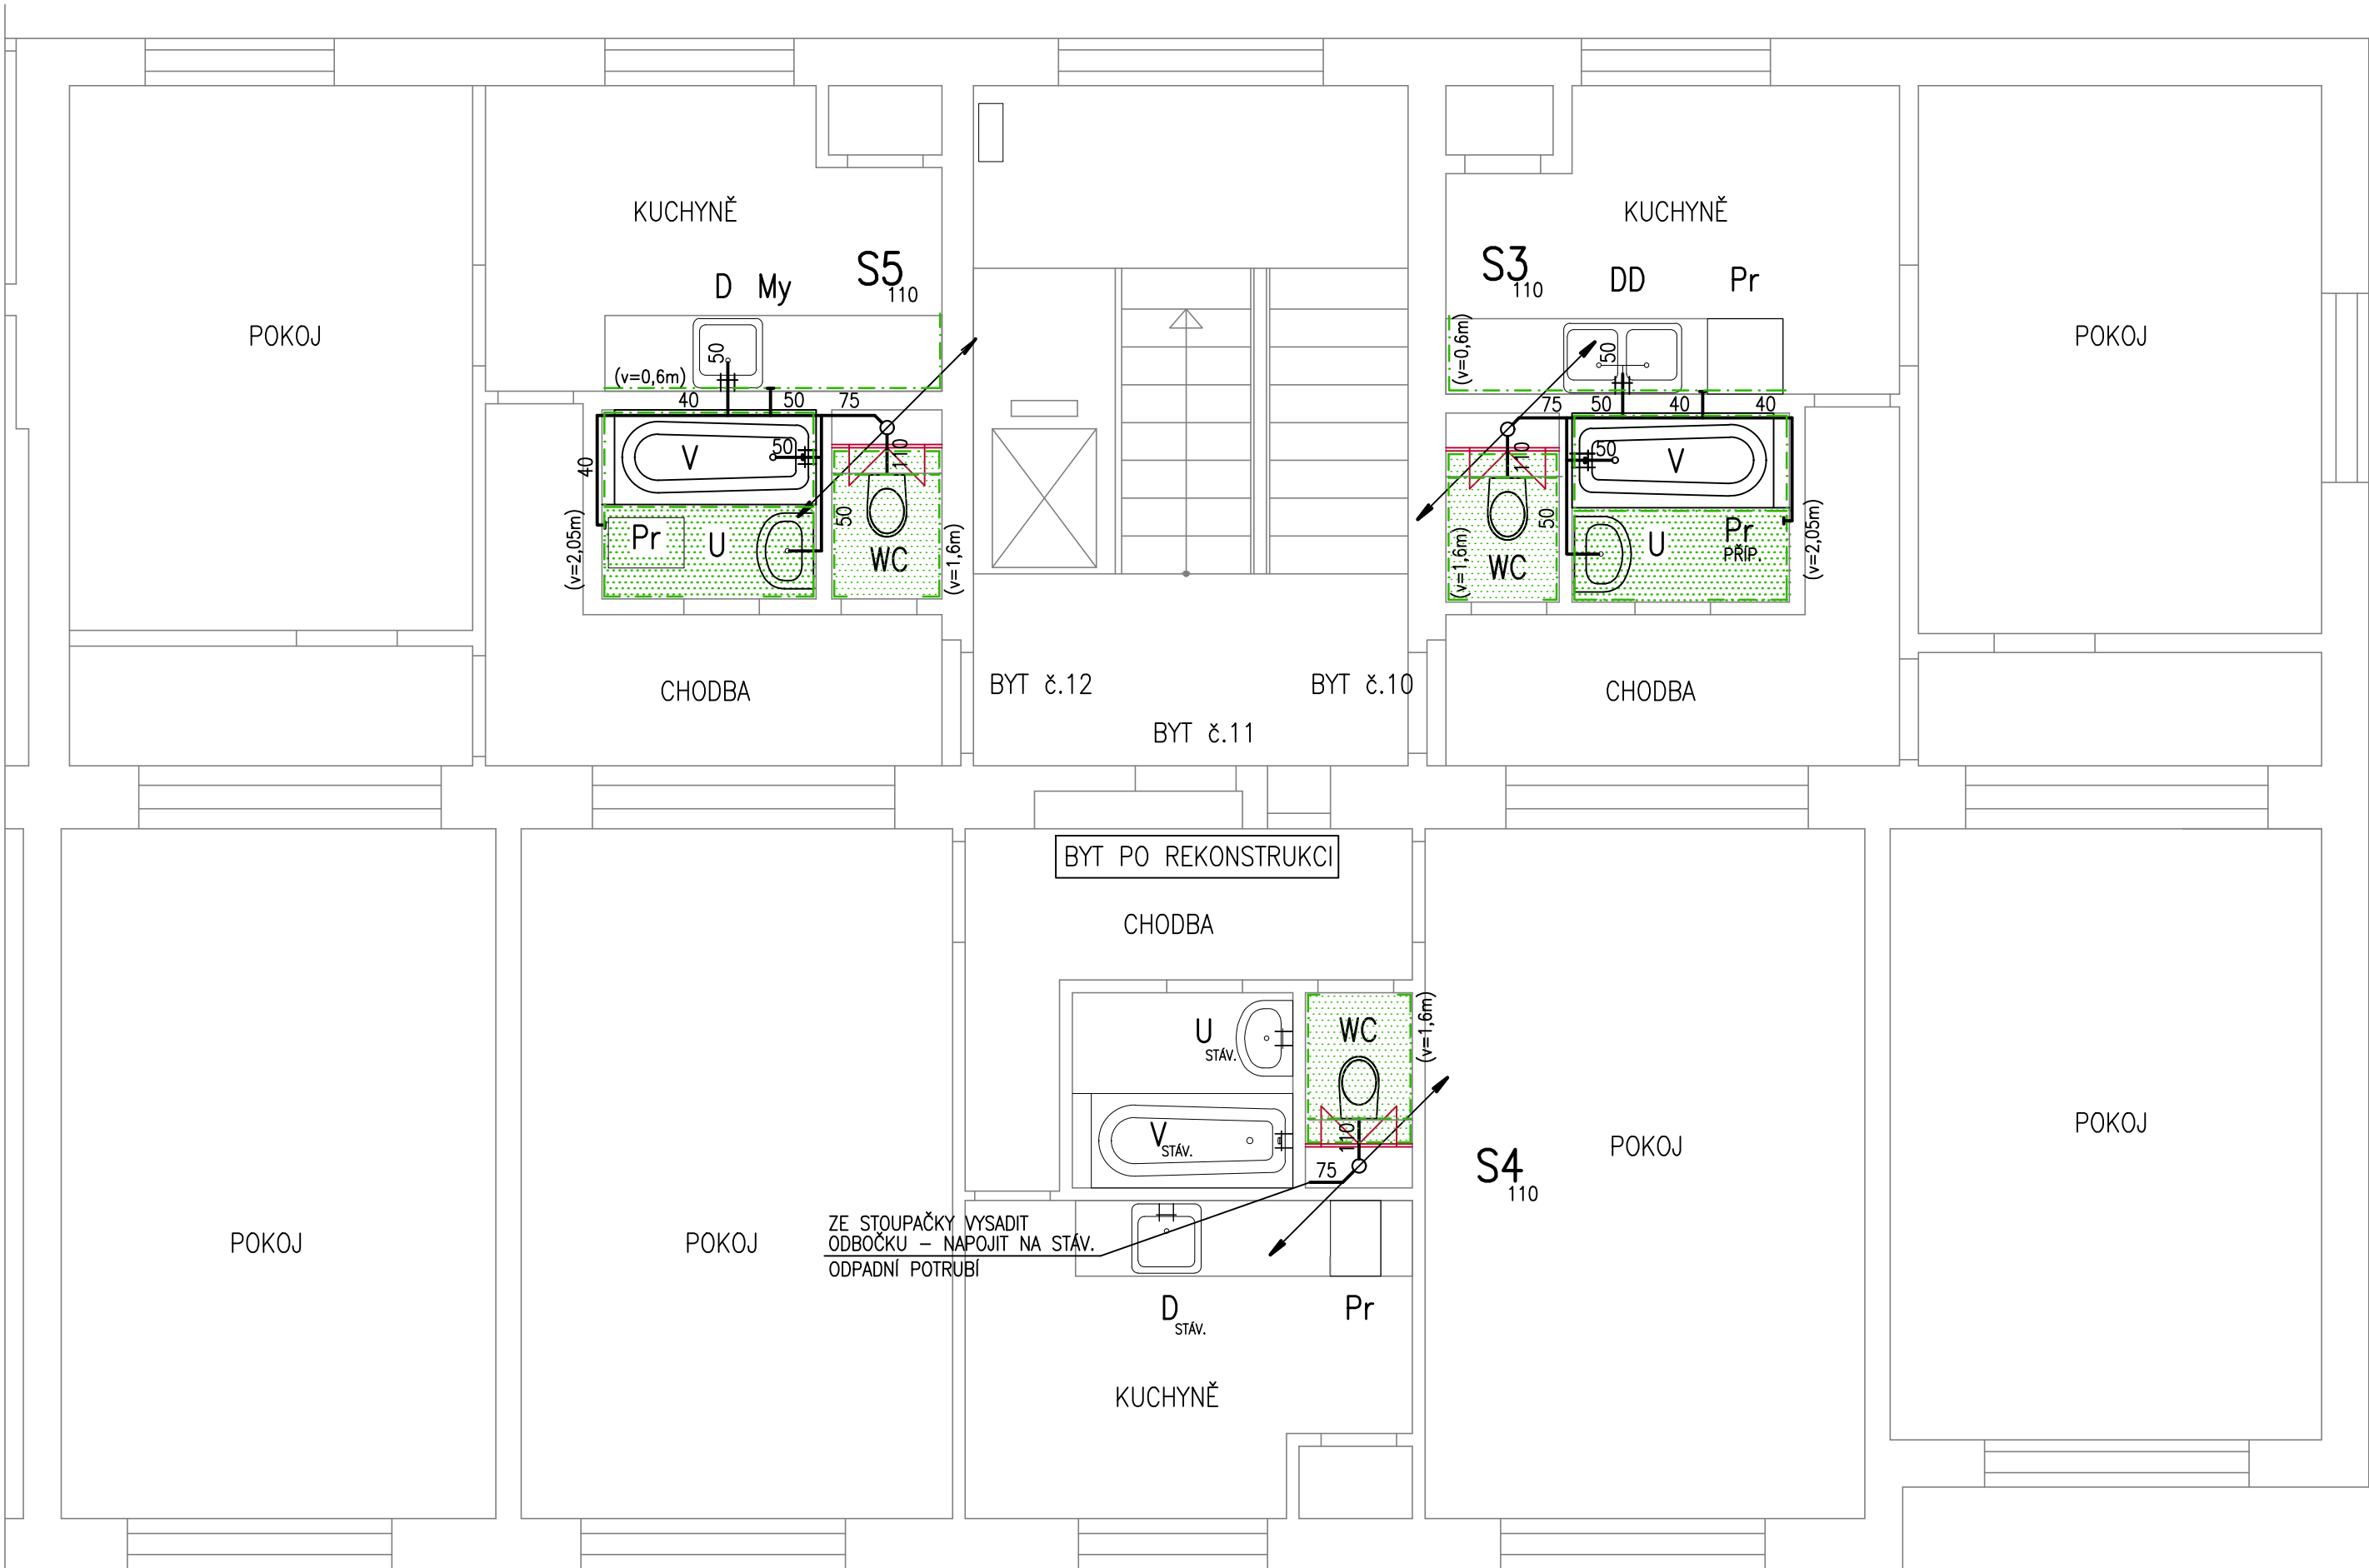 KUCHYNĚ
S5
110
D My
POKOJ
50
(v=0,6m)
40
50
75
40
V
50
110
(v=2,05m)
Pr
U
50
WC
(v=1,6m)
KUCHYNĚ
S3
110
DD
Pr
POKOJ
(v=0,6m)
50
75
50
40
40
110
50
V
50
(v=1,6m)
WC
U
Pr
PŘÍP.
(v=2,05m)
CHODBA
BYT č.12
BYT č.10
BYT č.11
CHODBA
BYT PO REKONSTRUKCI
CHODBA
U
STÁV.
WC
(v=1,6m)
V
STÁV.
110
75
S4
110
POKOJ
POKOJ
POKOJ
POKOJ
ZE STOUPAČKY VYSADIT
ODBOČKU – NAPOJIT NA STÁV.
ODPADNÍ POTRUBÍ
D
STÁV.
Pr
KUCHYNĚ